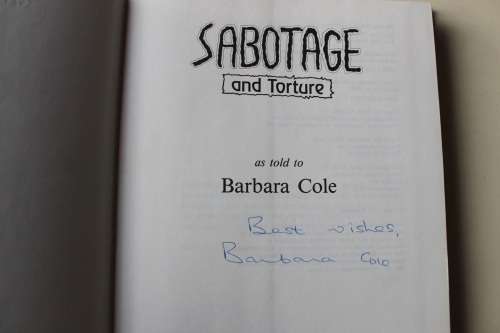 SABOTAGE
and Torture
as told to
Barbara Cole
Best wishes,
Barbara Cole